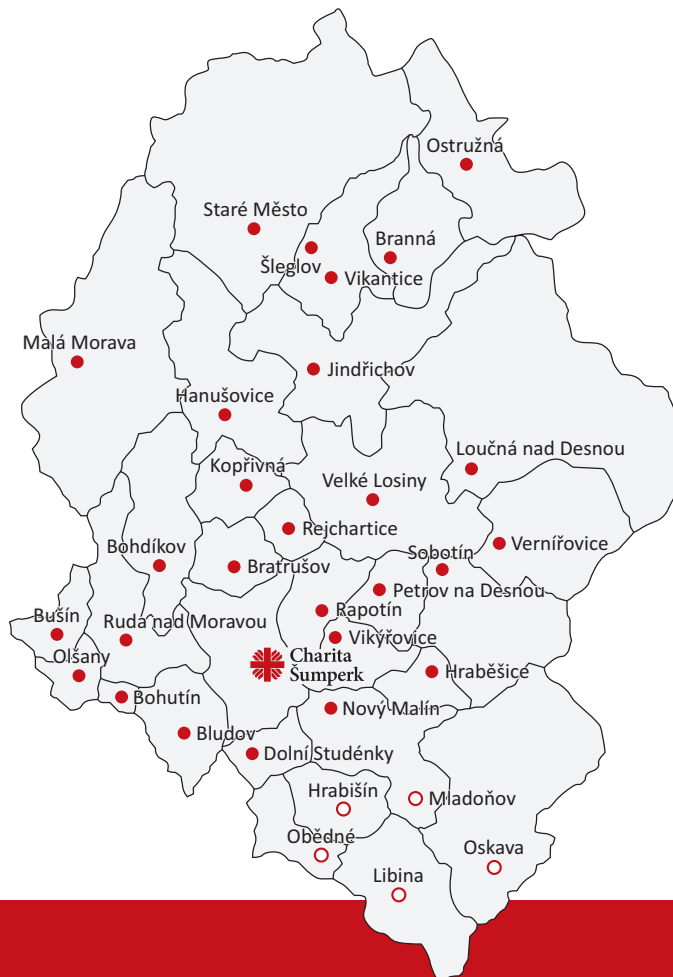 Ostružná
Staré Město
Branná
Šleglov
Vikantice
Malá Morava
Jindřichov
Hanušovice
Loučná nad Desnou
Kopřivná
Velké Losiny
Rejchartice
Vernířovice
Bohdíkov
Sobotín
Bratrušov
Petrov na Desnou
Bušín
Ruda nad Moravou
Rapotín
Vikýřovice
Olšany
Charita
Šumperk
Hraběšice
Bohutín
Nový Malín
Bludov
Dolní Studénky
Hrabišín
Mladoňov
Obědné
Oskava
Libina